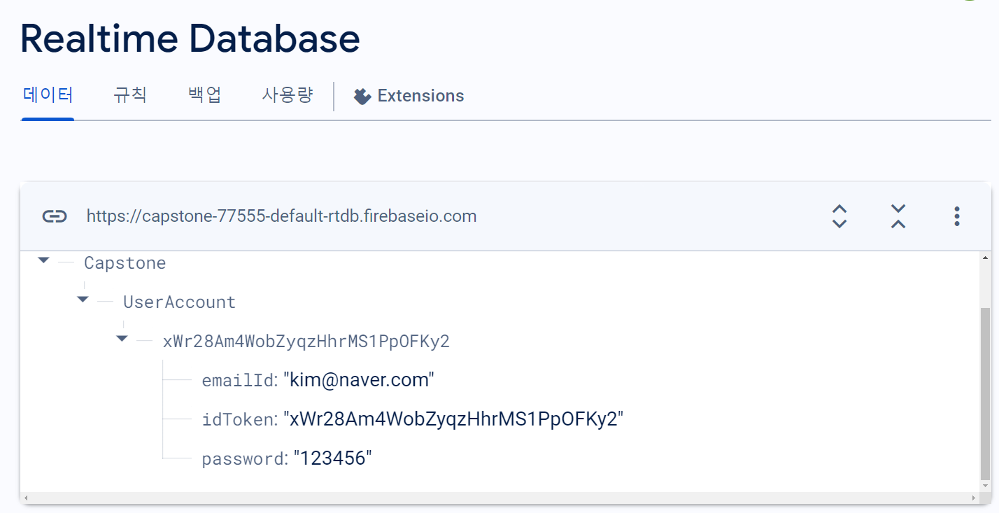 Realtime Database
데이터 규칙 백업 사용량 Extensions
https://capstone-77555-default-rtdb.firebaseio.com
Capstone
UserAccount
xWr28Am4WobZyqzHhrMS1PpOFKy2
emailId: "kim@naver.com"
idToken: "xWr28Am4WobZyqzHhrMS1PpOFKy2"
password: "123456"